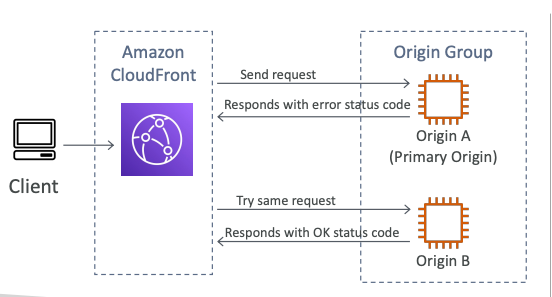 Amazon
CloudFront
Origin Group
Send request
Responds with error status code
Origin A
(Primary Origin)
Client
Try same request
Responds with OK status code
Origin B